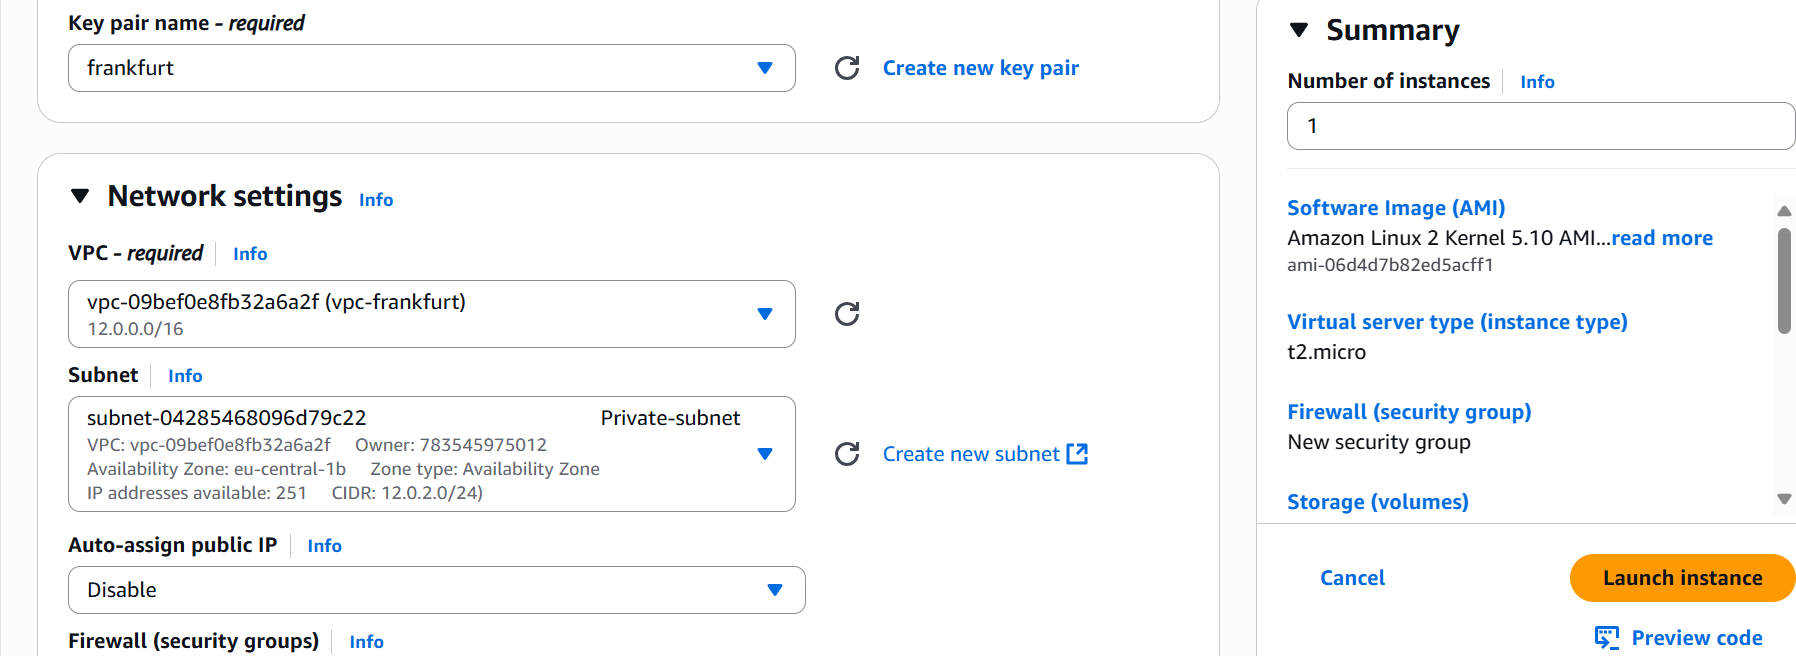 Key pair name - required
frankfurt
Create new key pair
Network settings Info
VPC - required Info
vpc-09bef0e8fb32a6a2f (vpc-frankfurt)
12.0.0.0/16
Subnet Info
subnet-04285468096d79c22 Private-subnet
VPC: vpc-09bef0e8fb32a6a2f Owner: 783545975012
Availability Zone: eu-central-1b Zone type: Availability Zone
IP addresses available: 251 CIDR: 12.0.2.0/24)
Create new subnet
Auto-assign public IP Info
Disable
Firewall (security groups) Info
Summary
Number of instances Info
1
Software Image (AMI)
Amazon Linux 2 Kernel 5.10 AMI...read more
ami-06d4d7b82ed5acff1
Virtual server type (instance type)
t2.micro
Firewall (security group)
New security group
Storage (volumes)
Cancel Launch instance
Preview code